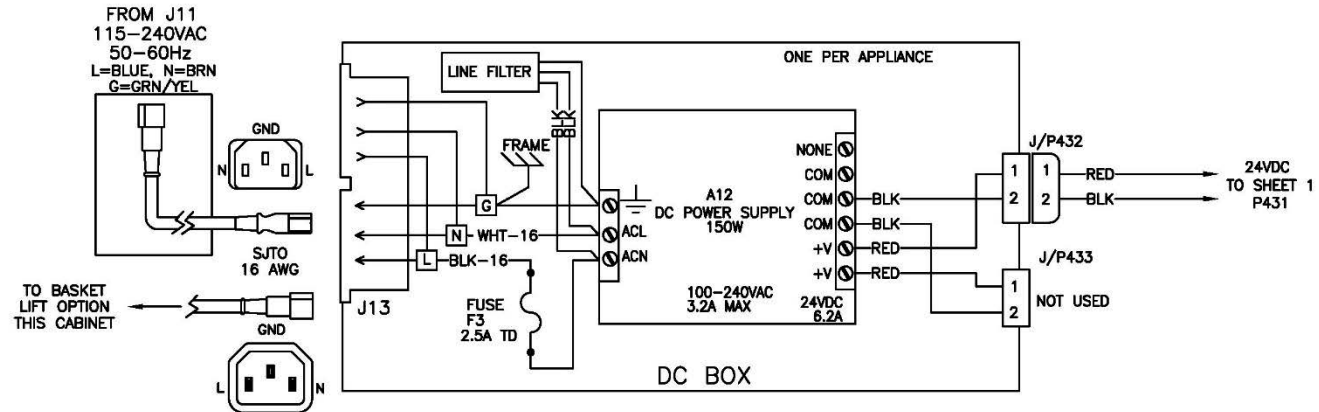 FROM J11
115-240VAC
50-60Hz
L=BLUE, N=BRN
G=GRN/YEL
GND
N L
SJTO
16 AWG
TO BASKET
LIFT OPTION
THIS CABINET
GND
L N
J13
LINE FILTER
BLK
BLK
FRAME
G
N WHT-16
L BLK-16
FUSE
F3
2.5A TD
ONE PER APPLIANCE
A12
DC POWER SUPPLY
150W
ACL
ACN
100-240VAC
3.2A MAX
NONE
COM
COM
COM
+V
+V
24VDC
6.2A
BLK
BLK
RED
RED
DC BOX
J/P432
1 1 RED
2 2 BLK
24VDC
TO SHEET 1
P431
J/P433
1
2
NOT USED